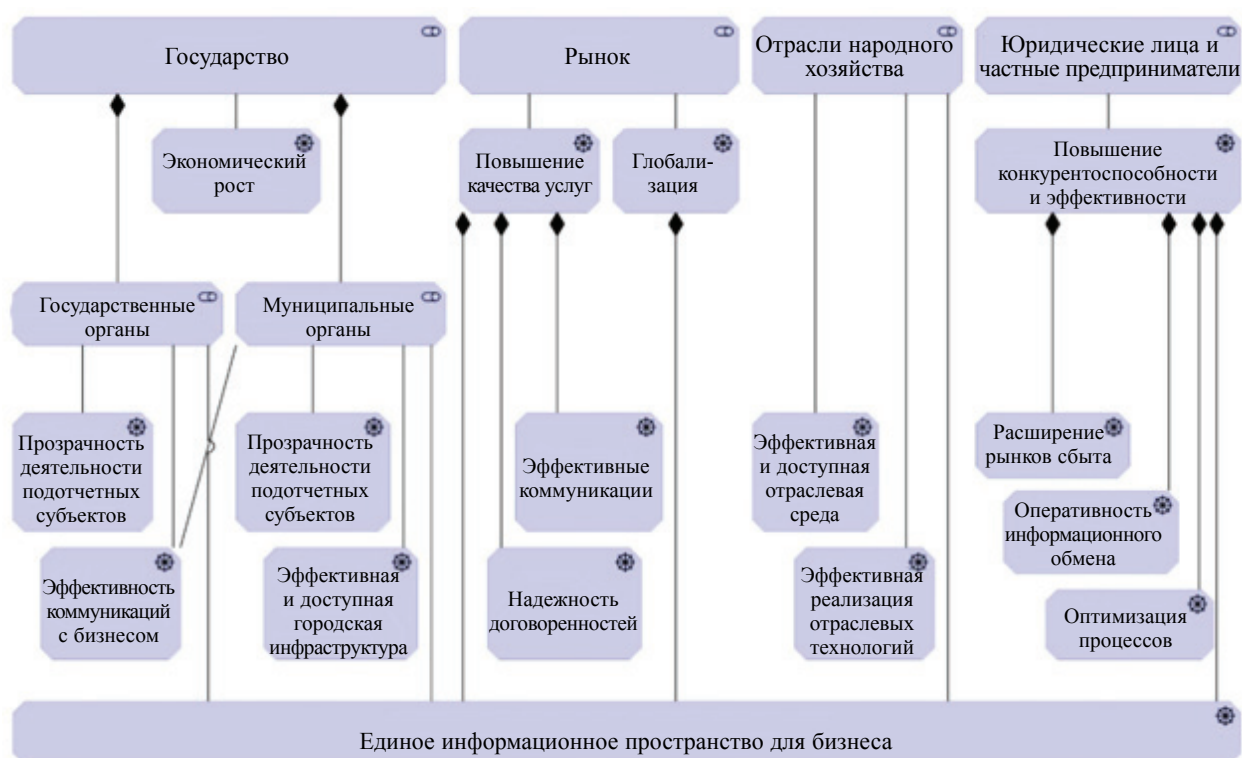 Государство
Рынок
Отрасли народного
хозяйства
Юридические лица и
частные предприниматели
Экономический
рост
Повышение
качества услуг
Глобали-
зация
Повышение
конкурентоспособности
и эффективности
Государственные
органы
Муниципальные
органы
Прозрачность
деятельности
подотчетных
субъектов
Прозрачность
деятельности
подотчетных
субъектов
Эффективные
коммуникации
Эффективная
и доступная
отраслевая
среда
Расширение
рынков сбыта
Оперативность
информационного
обмена
Эффективность
коммуникаций
с бизнесом
Эффективная
и доступная
городская
инфраструктура
Надежность
договоренностей
Эффективная
реализация
отраслевых
технологий
Оптимизация
процессов
Единое информационное пространство для бизнеса